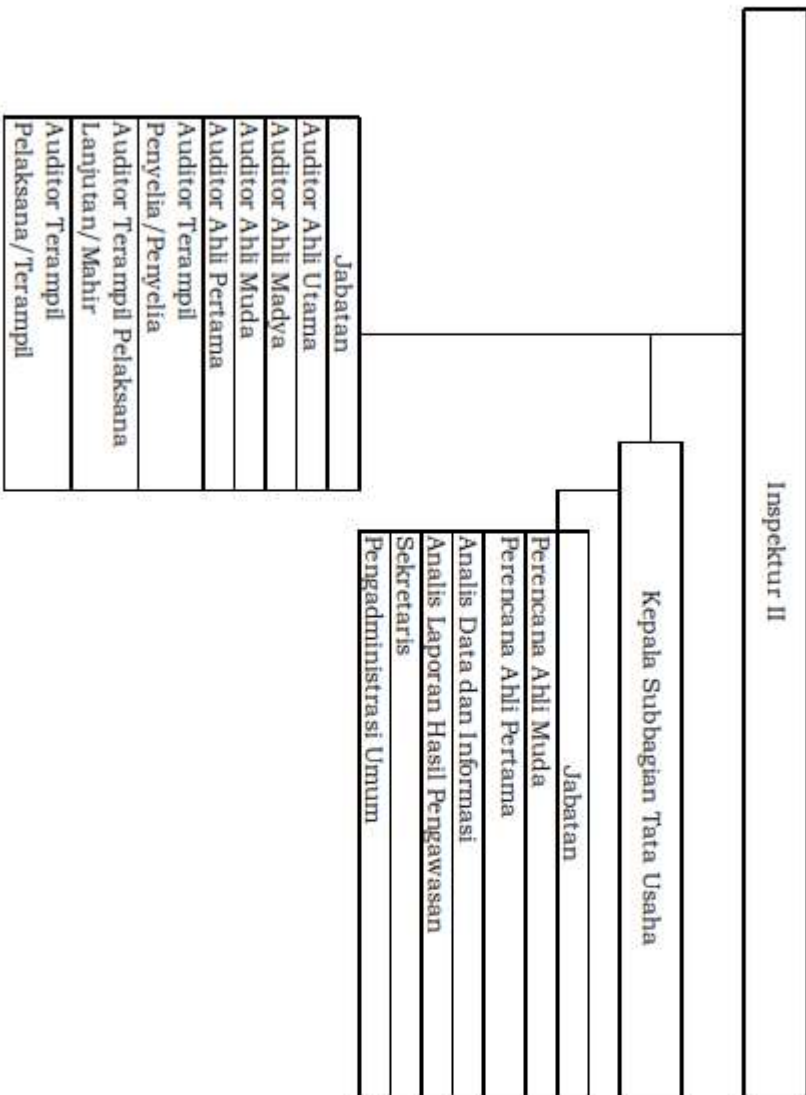 Inspektur II
Kepala Subbagian Tata Usaha
Jabatan
Perencana Ahli Muda
Perencana Ahli Pertama
Analis Data dan Informasi
Analis Laporan Hasil Pengawasan
Sekretaris
Pengadministrasi Umum
Jabatan
Auditor Ahli Utama
Auditor Ahli Madya
Auditor Ahli Muda
Auditor Ahli Pertama
Auditor Terampil
Penyelia/Penyelia
Auditor Terampil Pelaksana
Lanjutan/Mahir
Auditor Terampil
Pelaksana/Terampil